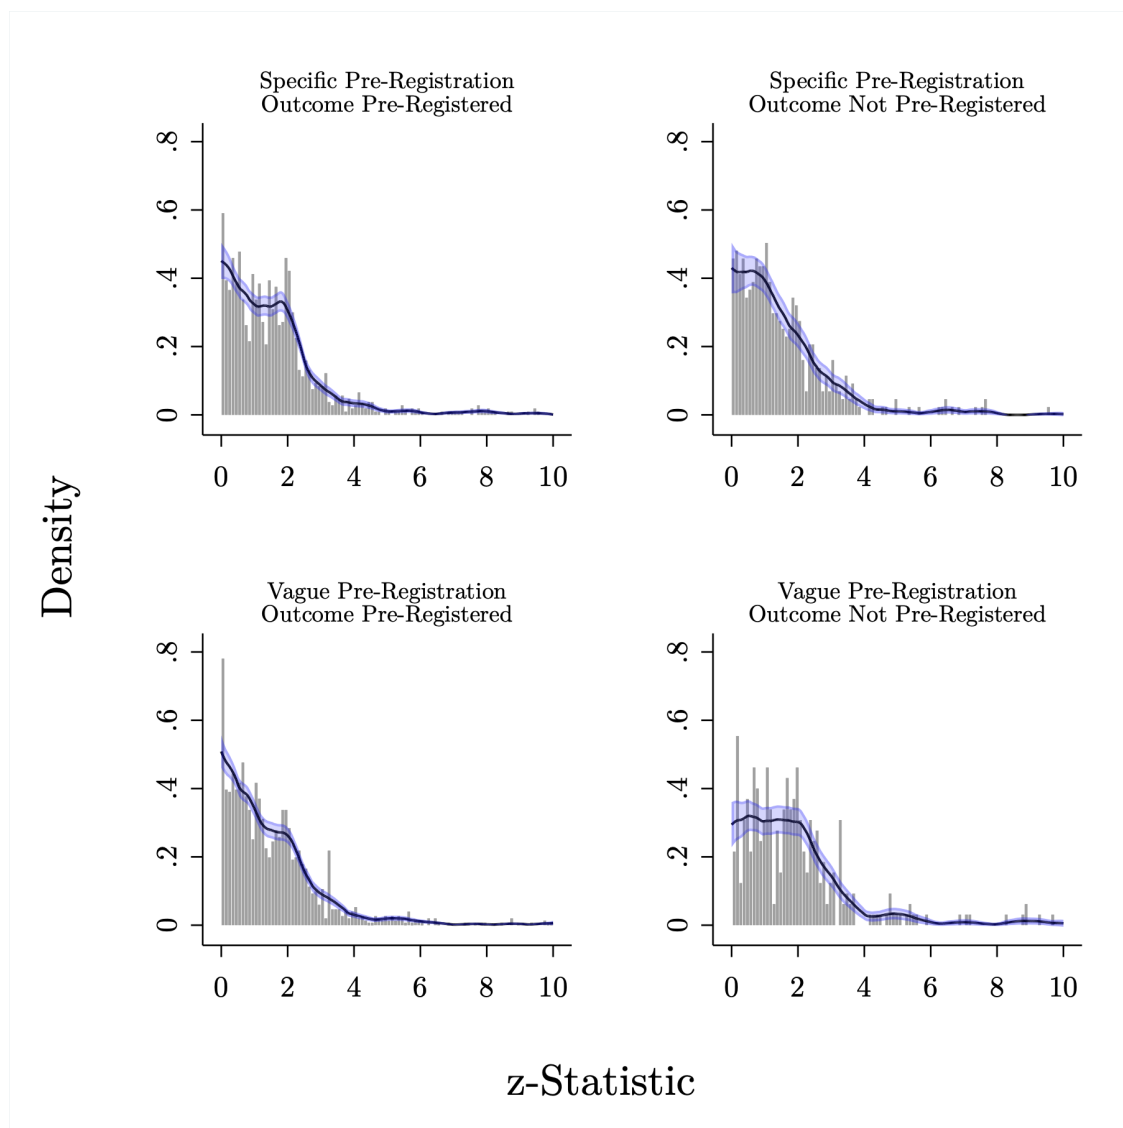 Specific Pre-Registration
Outcome Pre-Registered
.8
.6
.4
.2
0
0 2 4 6 8 10
Specific Pre-Registration
Outcome Not Pre-Registered
.8
.6
.4
.2
0
0 2 4 6 8 10
Density
Vague Pre-Registration
Outcome Pre-Registered
.8
.6
.4
.2
0
0 2 4 6 8 10
Vague Pre-Registration
Outcome Not Pre-Registered
.8
.6
.4
.2
0
0 2 4 6 8 10
z-Statistic